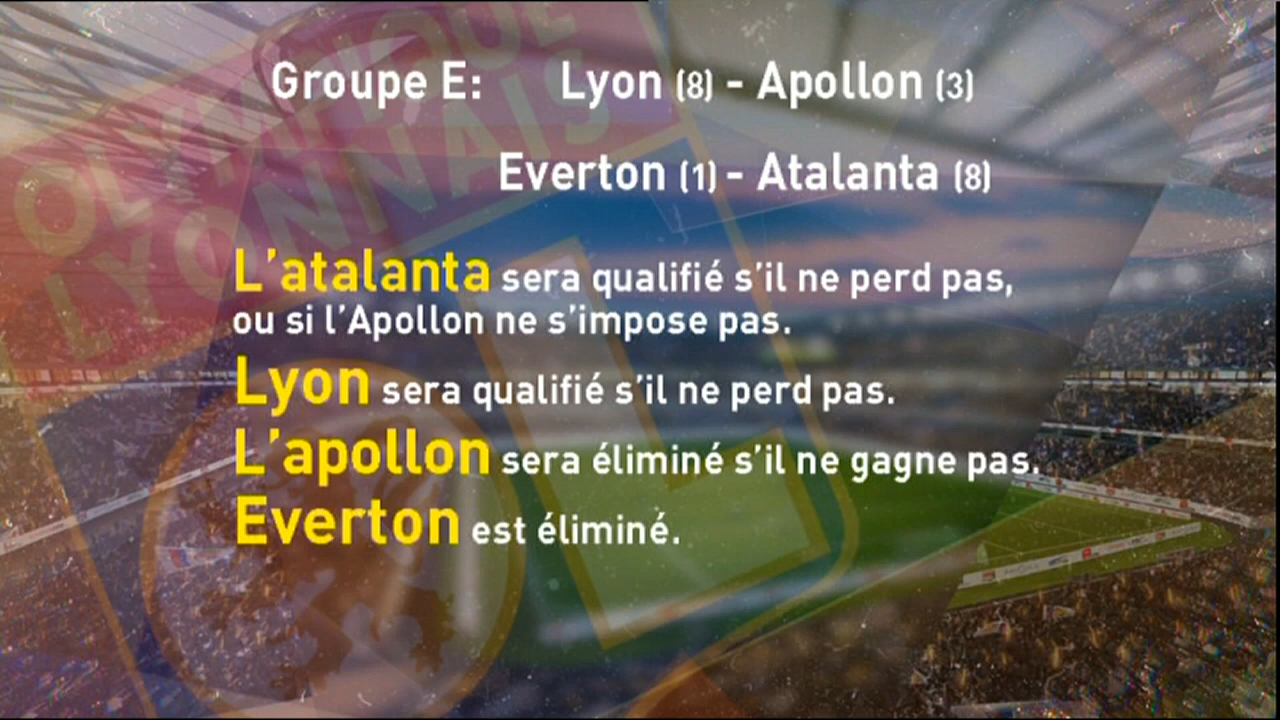 OLYMPIQUE
LYONNAIS
Groupe E: Lyon (8) - Apollon (3)
Everton (1) - Atalanta (8)
L'atalanta sera qualifié s'il ne perd pas,
ou si l'Apollon ne s'impose pas.
Lyon sera qualifié s'il ne perd pas.
L'apollon sera éliminé s'il ne gagne pas.
Everton est éliminé.